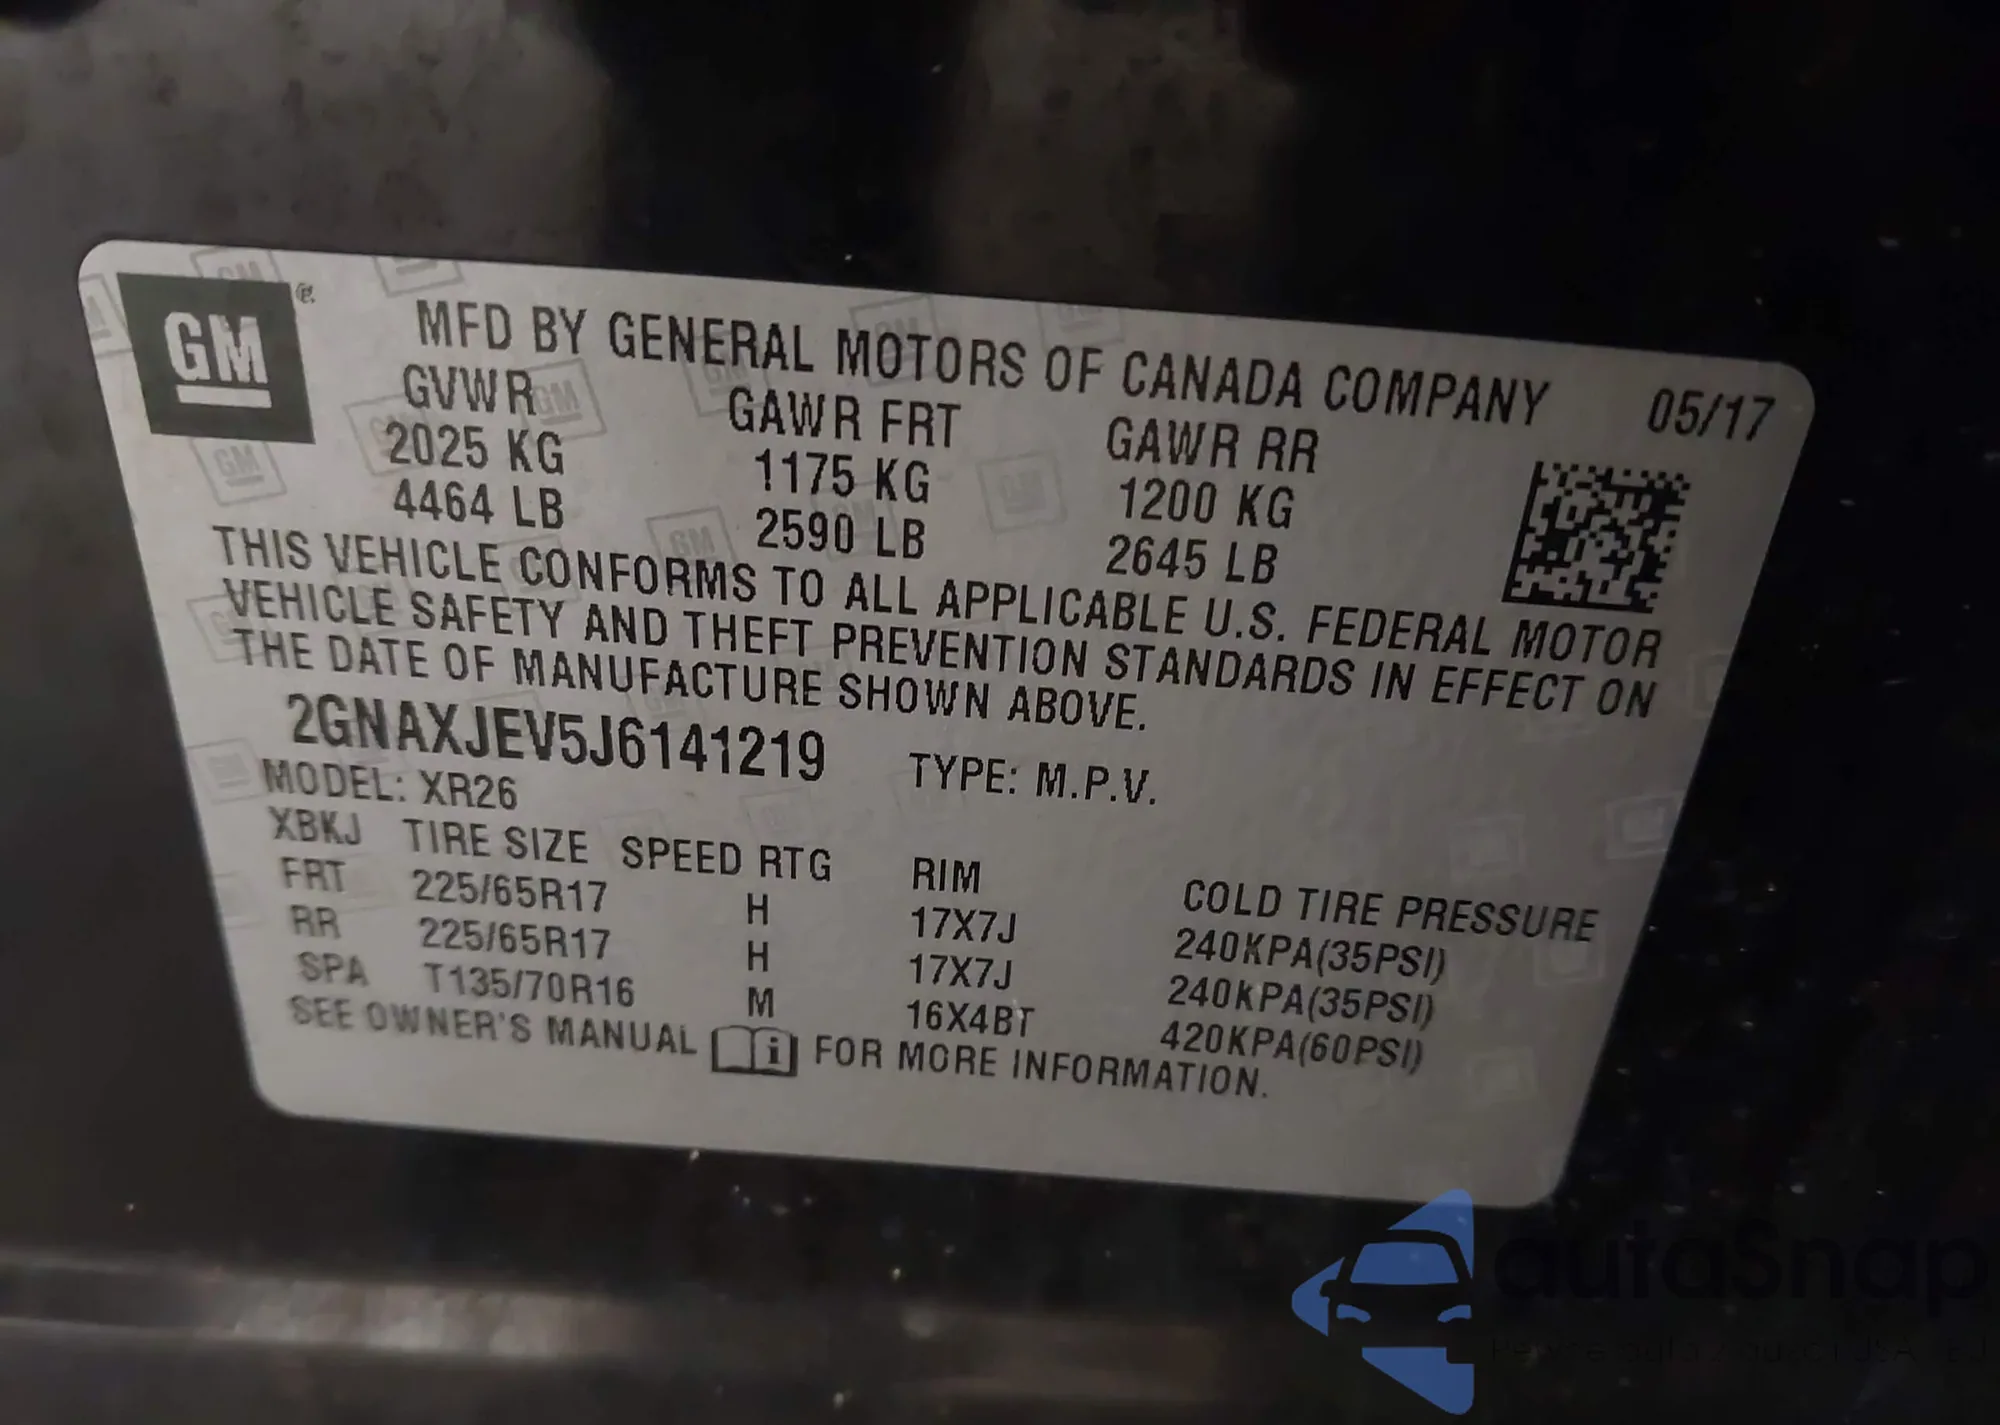 GM
MFD BY GENERAL MOTORS OF CANADA COMPANY 05/17
GVWR GAWR FRT GAWR RR
2025 KG 1175 KG 1200 KG
4464 LB 2590 LB 2645 LB
THIS VEHICLE CONFORMS TO ALL APPLICABLE U.S. FEDERAL MOTOR
VEHICLE SAFETY AND THEFT PREVENTION STANDARDS IN EFFECT ON
THE DATE OF MANUFACTURE SHOWN ABOVE.
2GNAXJEV5J6141219 TYPE: M.P.V.
MODEL: XR26
XBKJ TIRE SIZE SPEED RTG RIM COLD TIRE PRESSURE
FRT 225/65R17 H 17X7J 240KPA(35PSI)
RR 225/65R17 H 17X7J 240KPA(35PSI)
SPA T135/70R16 M 16X4BT 420KPA(60PSI)
SEE OWNER'S MANUAL i FOR MORE INFORMATION.
autaSnap